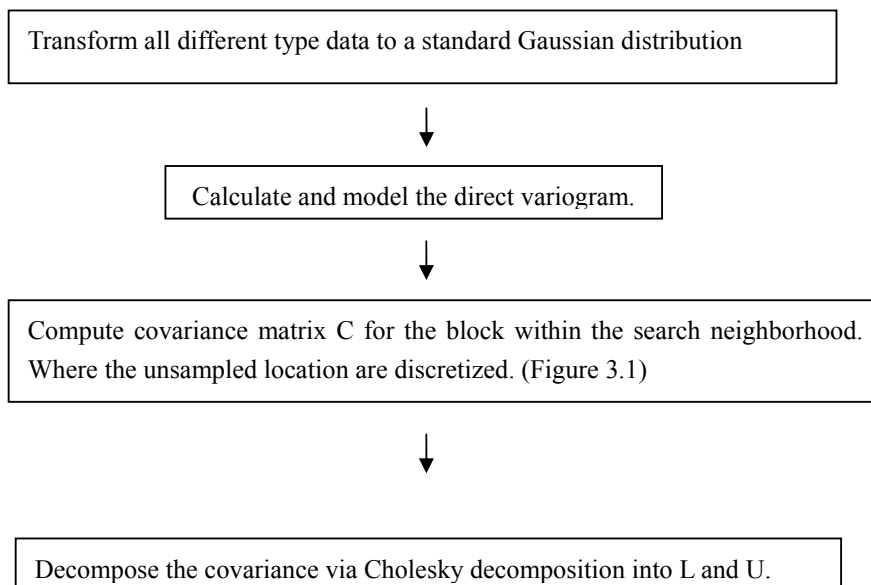 Transform all different type data to a standard Gaussian distribution
Calculate and model the direct variogram.
Compute covariance matrix C for the block within the search neighborhood.
Where the unsampled location are discretized. (Figure 3.1)
Decompose the covariance via Cholesky decomposition into L and U.